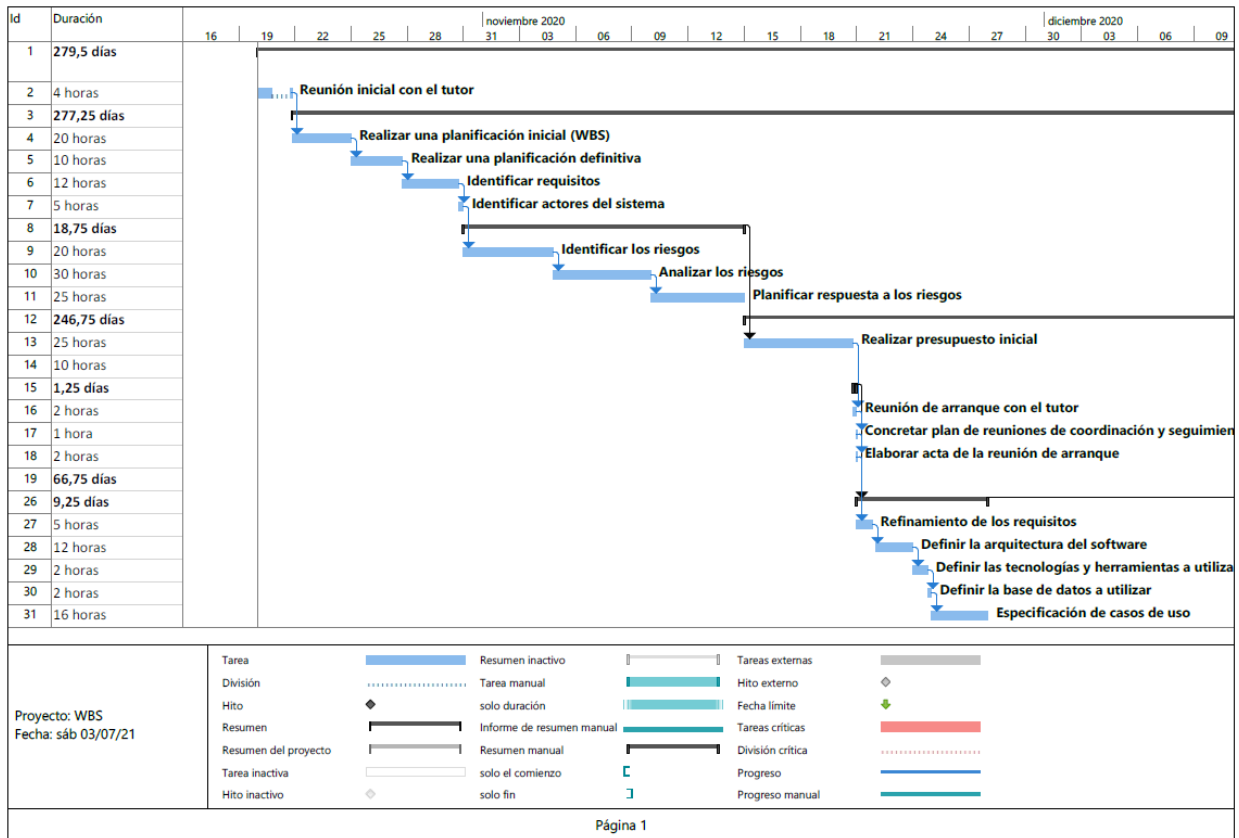 Id Duración noviembre 2020 diciembre 2020
16 19 22 25 28 31 03 06 09 12 15 18 21 24 27 30 03 06 09
1 279,5 días
2 4 horas Reunión inicial con el tutor
3 277,25 días
4 20 horas Realizar una planificación inicial (WBS)
5 10 horas Realizar una planificación definitiva
6 12 horas Identificar requisitos
7 5 horas Identificar actores del sistema
8 18,75 días
9 20 horas Identificar los riesgos
10 30 horas Analizar los riesgos
11 25 horas Planificar respuesta a los riesgos
12 246,75 días
13 25 horas Realizar presupuesto inicial
14 10 horas
15 1,25 días
16 2 horas Reunión de arranque con el tutor
17 1 hora Concretar plan de reuniones de coordinación y seguimien
18 2 horas Elaborar acta de la reunión de arranque
19 66,75 días
26 9,25 días
27 5 horas Refinamiento de los requisitos
28 12 horas Definir la arquitectura del software
29 2 horas Definir las tecnologías y herramientas a utiliza
30 2 horas Definir la base de datos a utilizar
31 16 horas Especificación de casos de uso
Proyecto: WBS
Fecha: sáb 03/07/21
Tarea Resumen inactivo Tareas externas
División Tarea manual Hito externo
Hito solo duración Fecha límite
Resumen Informe de resumen manual Tareas críticas
Resumen del proyecto Resumen manual División crítica
Tarea inactiva solo el comienzo Progreso
Hito inactivo solo fin Progreso manual
Página 1